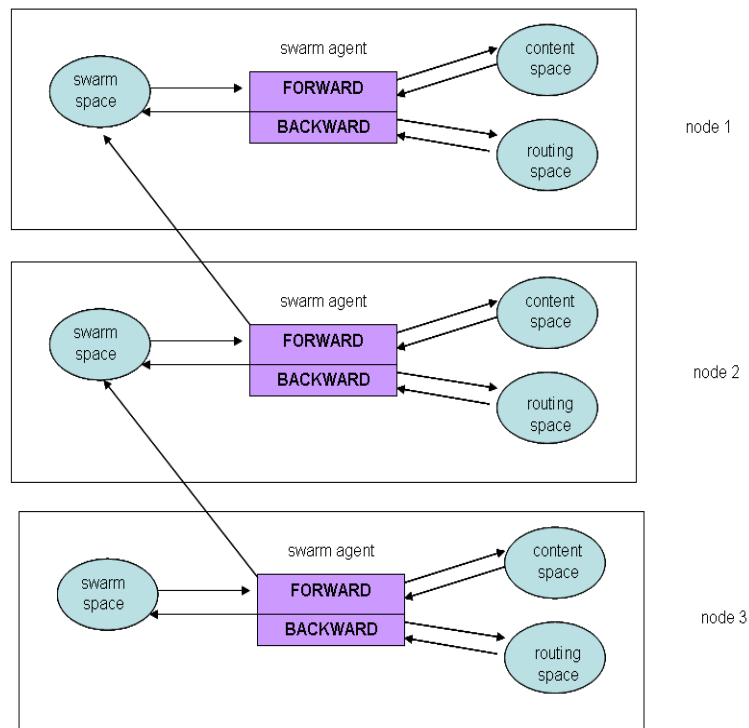 swarm agent
content
space
swarm
space
FORWARD
BACKWARD
node 1
routing
space
swarm agent
content
space
swarm
space
FORWARD
BACKWARD
node 2
routing
space
swarm agent
content
space
swarm
space
FORWARD
BACKWARD
node 3
routing
space